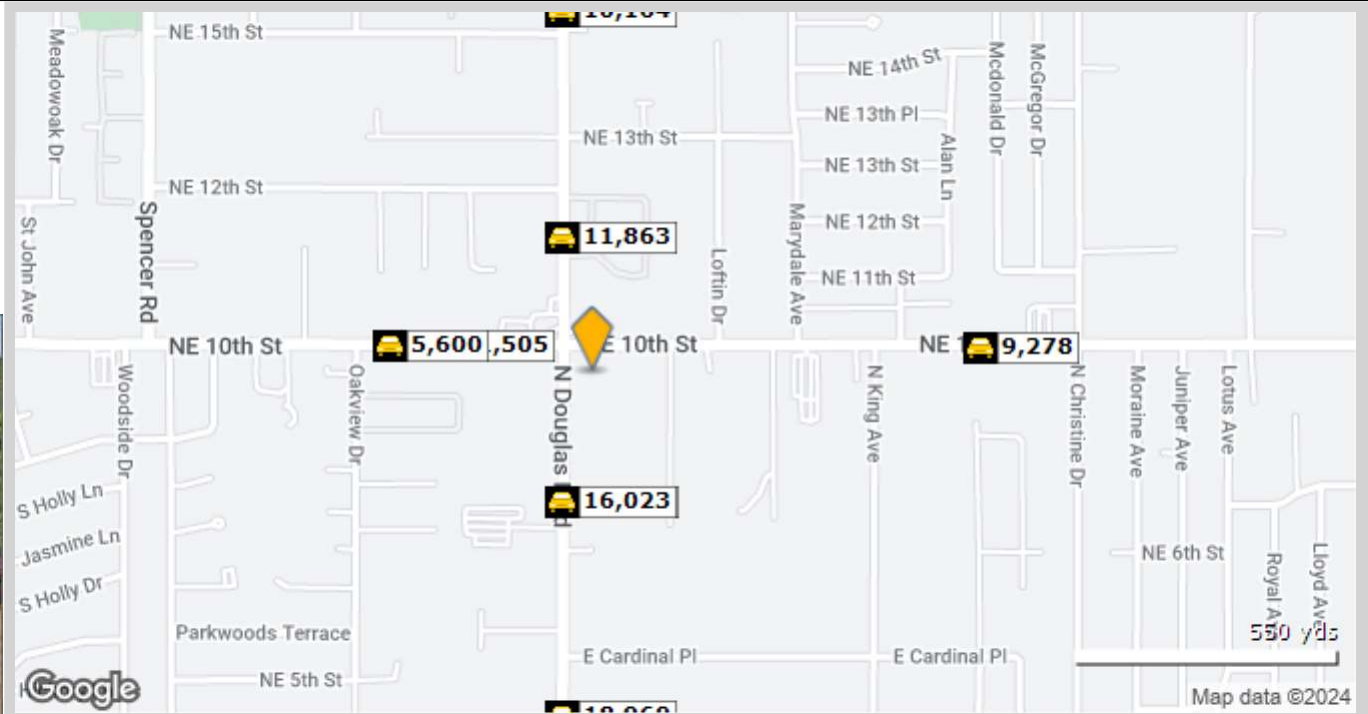 NE 15th St
NE 14th St
Meadowoak Dr
Mcdonald Dr
McGregor Dr
NE 13th Pl
NE 13th St
Alan Ln
NE 13th St
NE 12th St
Spencer Rd
St John Ave
Marydale Ave
NE 12th St
11,863
Loftin Dr
NE 11th St
NE 10th St
5,600
,505
E 10th St
NE 1
9,278
Woodside Dr
Oakview Dr
N Douglas
N King Ave
N Christine Dr
Moraine Ave
Juniper Ave
Lotus Ave
S Holly Ln
16,023
Jasmine Ln
NE 6th St
S Holly Dr
Royal Av
Lloyd Ave
Parkwoods Terrace
550 yds
E Cardinal Pl
E Cardinal Pl
NE 5th St
Google
Map data ©2024